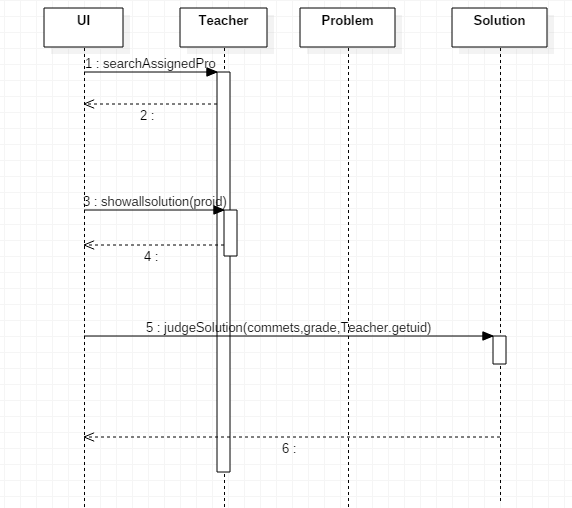 UI Teacher Problem Solution
1 : searchAssignedPro
2 :
3 : showallsolution(proid)
4 :
5 : judgeSolution(commets,grade,Teacher.getuid)
6 :